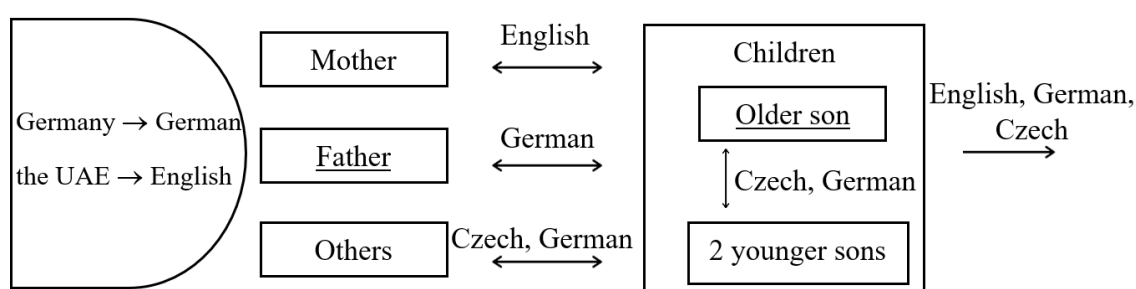 Germany → German
the UAE → English
Mother
Father
Others
English
German
Czech, German
Children
Older son
Czech, German
2 younger sons
English, German,
Czech